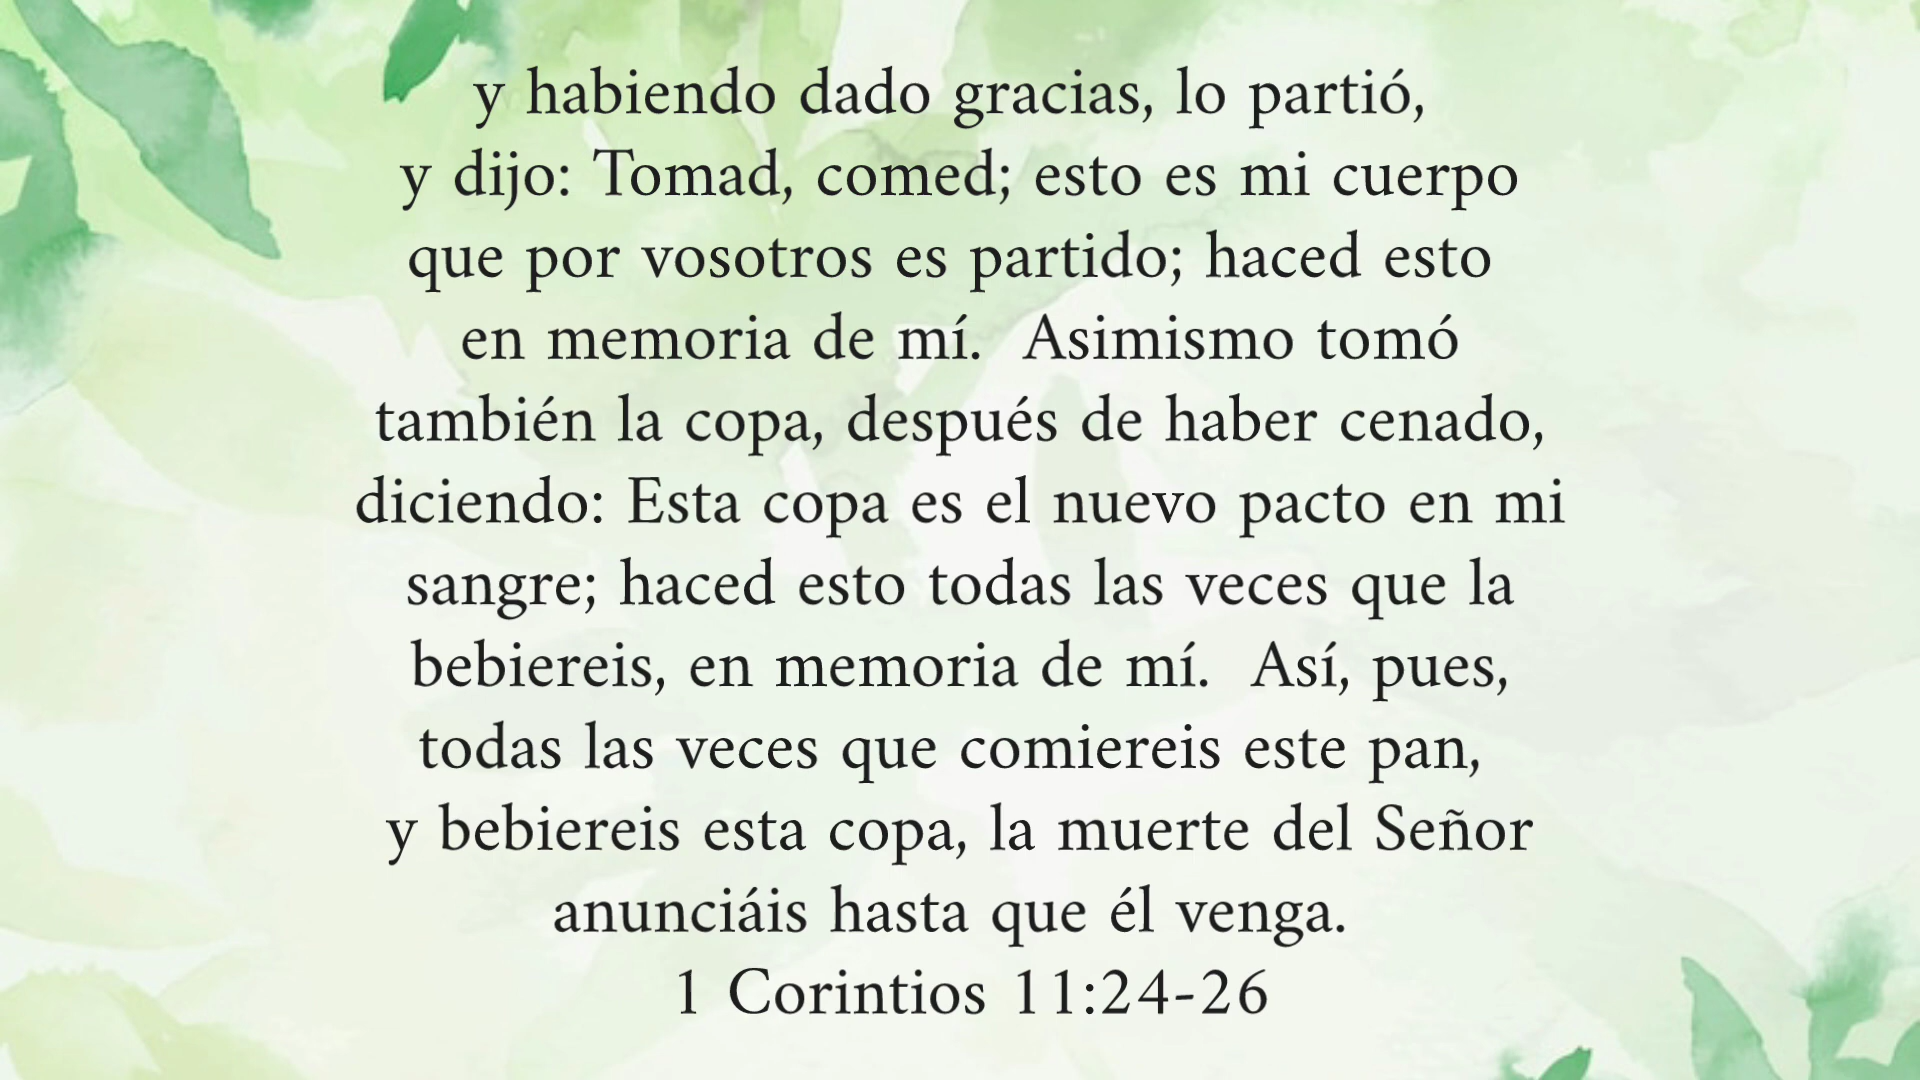 y habiendo dado gracias, lo partió,
y dijo: Tomad, comed; esto es mi cuerpo
que por vosotros es partido; haced esto
en memoria de mí.  Asimismo tomó
también la copa, después de haber cenado,
diciendo: Esta copa es el nuevo pacto en mi
sangre; haced esto todas las veces que la
bebiereis, en memoria de mí.  Así, pues,
todas las veces que comiereis este pan,
y bebiereis esta copa, la muerte del Señor
anunciáis hasta que él venga.
1 Corintios 11:24-26